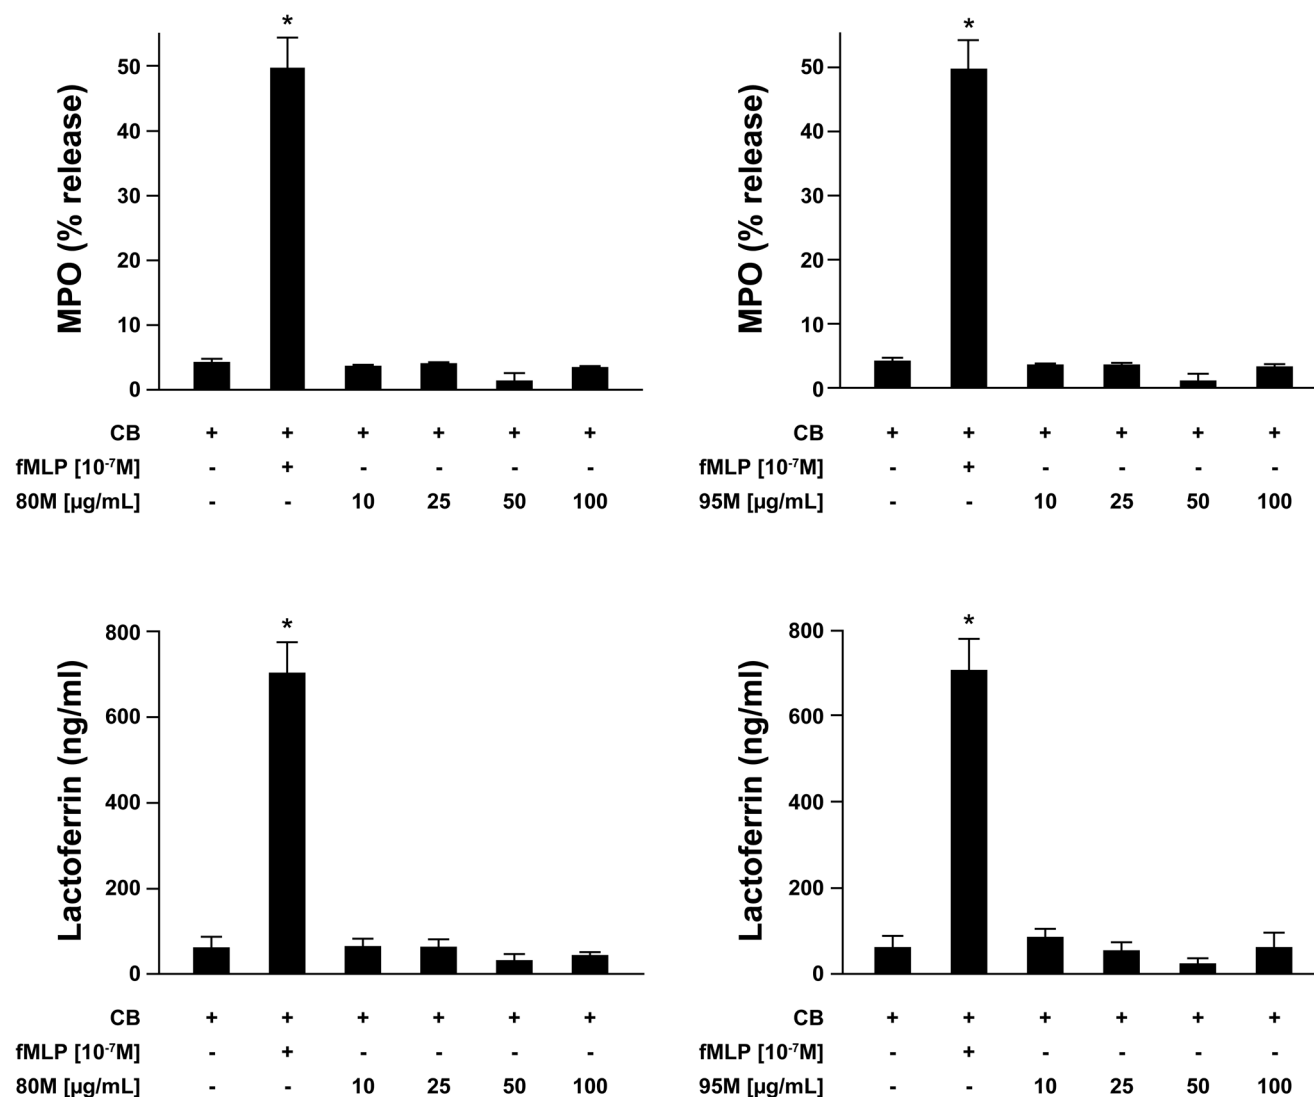 *
50
40
30
20
10
0
MPO (% release)
CB + + + + + +
fMLP [10⁻⁷M] - + - - - -
80M [µg/mL] - - 10 25 50 100
*
50
40
30
20
10
0
MPO (% release)
CB + + + + + +
fMLP [10⁻⁷M] - + - - - -
95M [µg/mL] - - 10 25 50 100
*
800
600
400
200
0
Lactoferrin (ng/ml)
CB + + + + + +
fMLP [10⁻⁷M] - + - - - -
80M [µg/mL] - - 10 25 50 100
*
800
600
400
200
0
Lactoferrin (ng/ml)
CB + + + + + +
fMLP [10⁻⁷M] - + - - - -
95M [µg/mL] - - 10 25 50 100